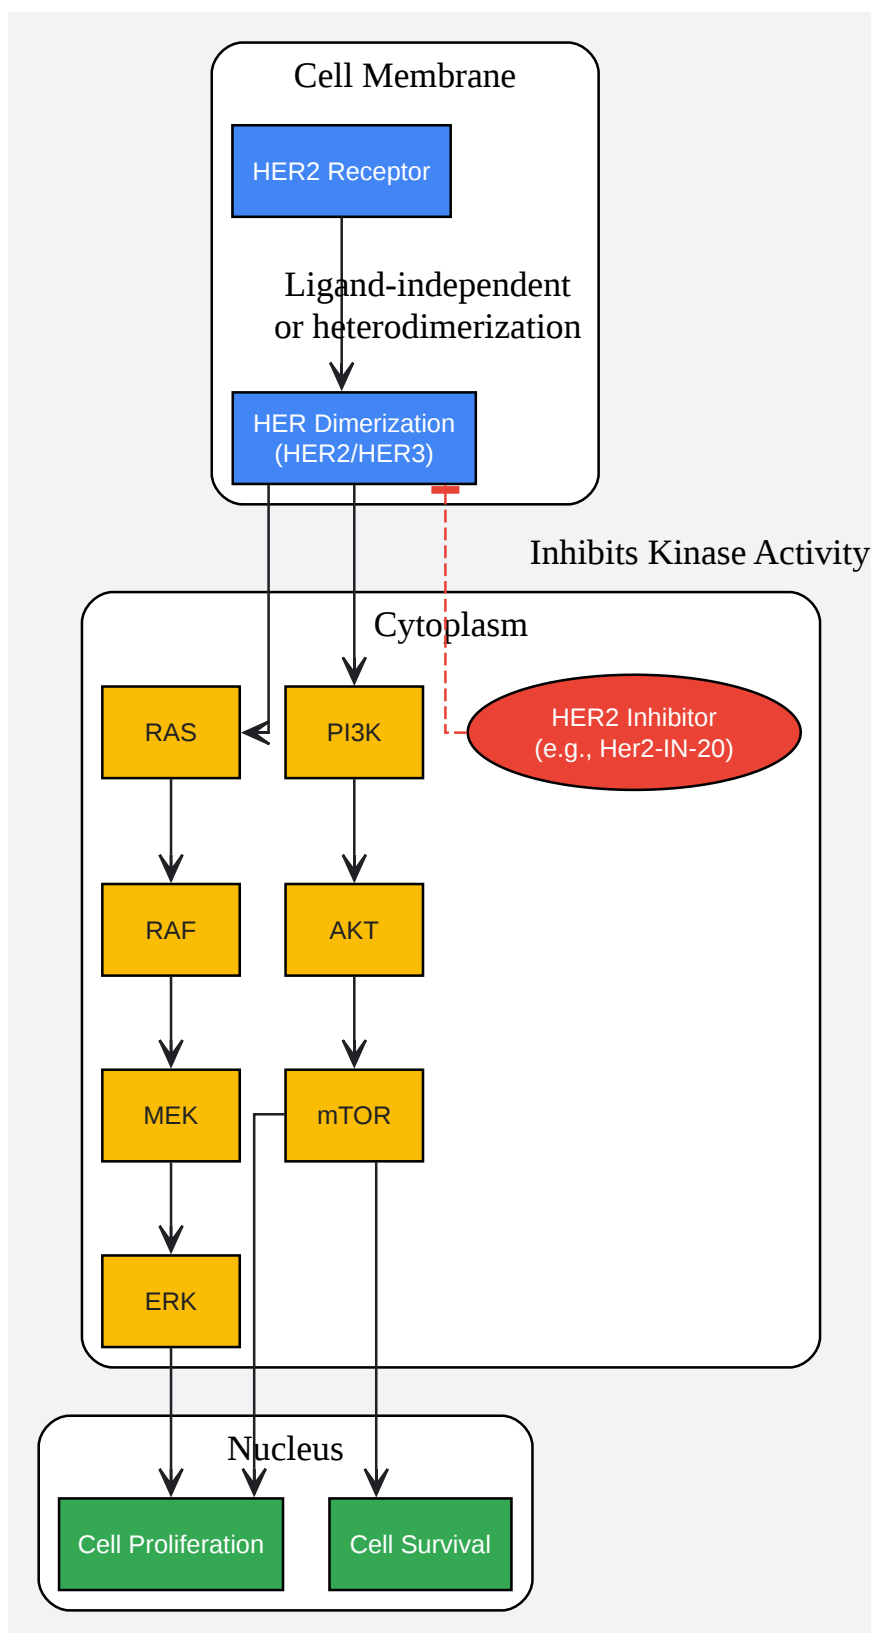 Cell Membrane
HER2 Receptor
Ligand-independent
or heterodimerization
HER Dimerization
(HER2/HER3)
Inhibits Kinase Activity
Cytoplasm
RAS
PI3K
HER2 Inhibitor
(e.g., Her2-IN-20)
RAF
AKT
MEK
mTOR
ERK
Nucleus
Cell Proliferation
Cell Survival